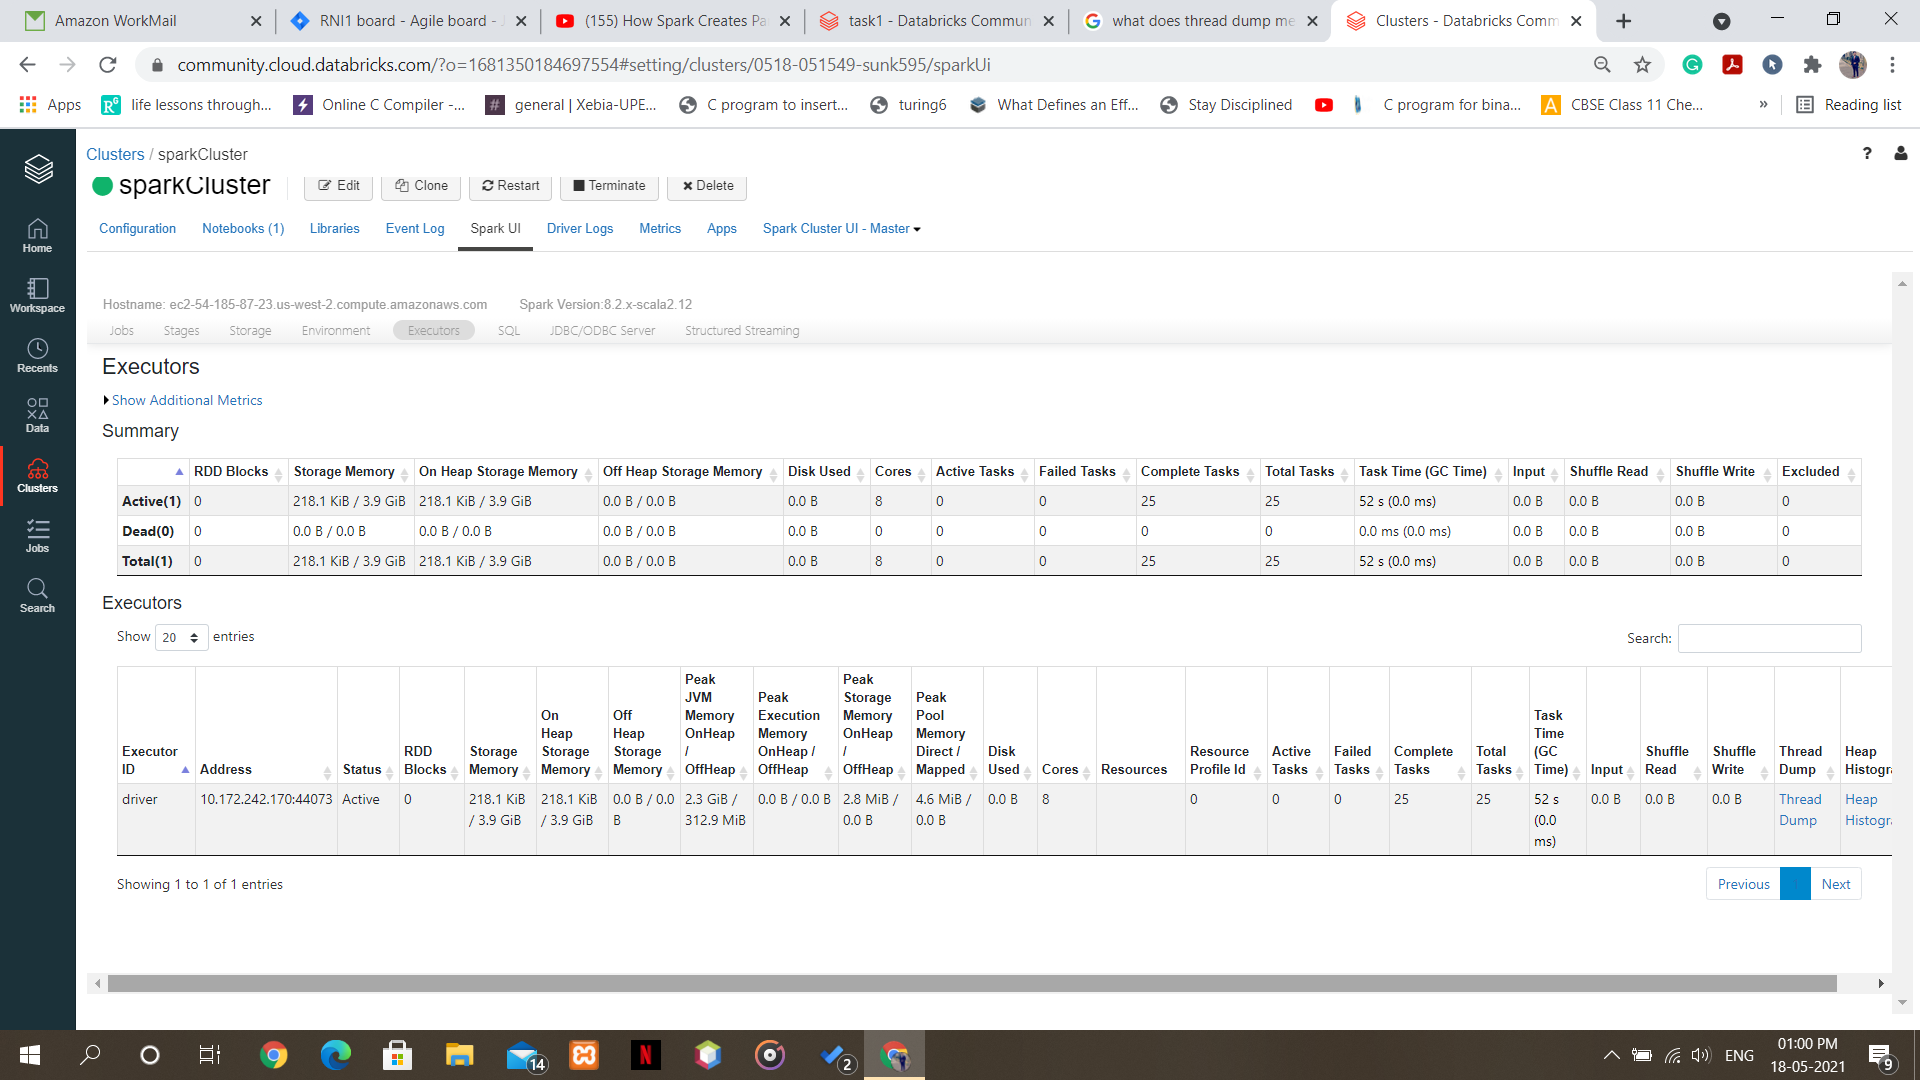 Amazon WorkMail
RNI1 board - Agile board -
(155) How Spark Creates Pa
task1 - Databricks Commun
what does thread dump me
Clusters - Databricks Comm
community.cloud.databricks.com/?o=1681350184697554#setting/clusters/0518-051549-sunk595/sparkUi
Apps
life lessons through...
Online C Compiler -...
general | Xebia-UPE...
C program to insert...
turing6
What Defines an Eff...
Stay Disciplined
C program for bina...
CBSE Class 11 Che...
»
Reading list
Clusters / sparkCluster
?
sparkCluster
Edit
Clone
Restart
Terminate
Delete
Configuration
Notebooks (1)
Libraries
Event Log
Spark UI
Driver Logs
Metrics
Apps
Spark Cluster UI - Master
Home
Workspace
Recents
Data
Clusters
Jobs
Search
Hostname: ec2-54-185-87-23.us-west-2.compute.amazonaws.com Spark Version:8.2.x-scala2.12
Jobs Stages Storage Environment Executors SQL JDBC/ODBC Server Structured Streaming
Executors
Show Additional Metrics
Summary
RDD Blocks Storage Memory On Heap Storage Memory Off Heap Storage Memory Disk Used Cores Active Tasks Failed Tasks Complete Tasks Total Tasks Task Time (GC Time) Input Shuffle Read Shuffle Write Excluded
Active(1) 0 218.1 KiB / 3.9 GiB 218.1 KiB / 3.9 GiB 0.0 B / 0.0 B 0.0 B 8 0 0 25 25 52 s (0.0 ms) 0.0 B 0.0 B 0.0 B 0
Dead(0) 0 0.0 B / 0.0 B 0.0 B / 0.0 B 0.0 B / 0.0 B 0.0 B 0 0 0 0 0 0.0 ms (0.0 ms) 0.0 B 0.0 B 0.0 B 0
Total(1) 0 218.1 KiB / 3.9 GiB 218.1 KiB / 3.9 GiB 0.0 B / 0.0 B 0.0 B 8 0 0 25 25 52 s (0.0 ms) 0.0 B 0.0 B 0.0 B 0
Executors
Show 20 entries
Search:
Executor ID
Address
Status
RDD Blocks
Storage Memory
On Heap Storage Memory
Off Heap Storage Memory
Peak JVM Memory OnHeap / OffHeap
Peak Execution Memory OnHeap / OffHeap
Peak Storage Memory OnHeap / OffHeap
Peak Pool Memory Direct / Mapped
Disk Used
Cores
Resources
Resource Profile Id
Active Tasks
Failed Tasks
Complete Tasks
Total Tasks
Task Time (GC Time)
Input
Shuffle Read
Shuffle Write
Thread Dump
Heap Histogr
driver
10.172.242.170:44073
Active
0
218.1 KiB / 3.9 GiB
218.1 KiB / 3.9 GiB
0.0 B / 0.0 B
2.3 GiB / 312.9 MiB
0.0 B / 0.0 B
2.8 MiB / 0.0 B
4.6 MiB / 0.0 B
0.0 B
8
0
0
0
25
25
52 s (0.0 ms)
0.0 B
0.0 B
0.0 B
Thread Dump
Heap Histogr
Showing 1 to 1 of 1 entries
Previous
Next
14
N
2
ENG
01:00 PM
18-05-2021
9